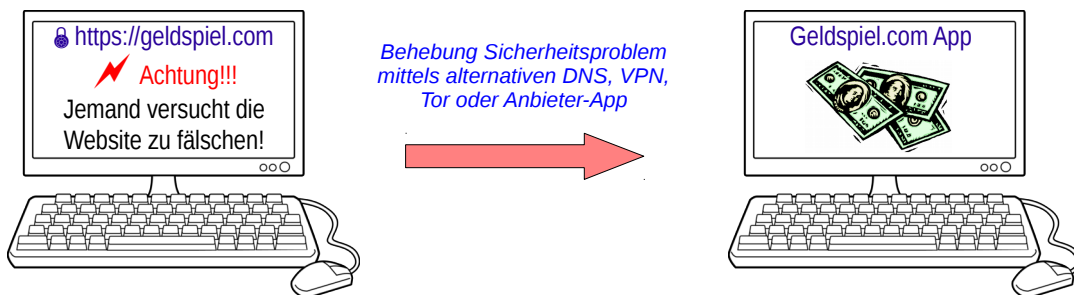 https://geldspiel.com
Achtung!!!
Jemand versucht die
Website zu fälschen!
Behebung Sicherheitsproblem
mittels alternativen DNS, VPN,
Tor oder Anbieter-App
Geldspiel.com App